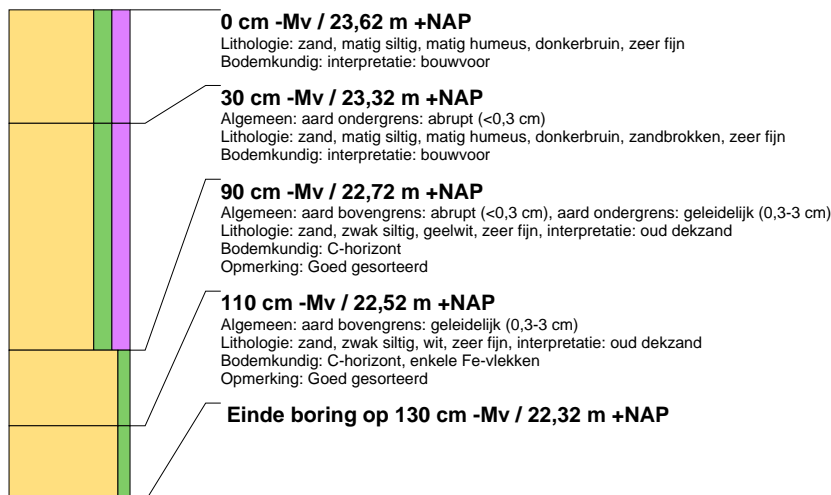 0 cm -Mv / 23,62 m +NAP
Lithologie: zand, matig siltig, matig humeus, donkerbruin, zeer fijn
Bodemkundig: interpretatie: bouwvoor
30 cm -Mv / 23,32 m +NAP
Algemeen: aard ondergrens: abrupt (<0,3 cm)
Lithologie: zand, matig siltig, matig humeus, donkerbruin, zandbrokken, zeer fijn
Bodemkundig: interpretatie: bouwvoor
90 cm -Mv / 22,72 m +NAP
Algemeen: aard bovengrens: abrupt (<0,3 cm), aard ondergrens: geleidelijk (0,3-3 cm)
Lithologie: zand, zwak siltig, geelwit, zeer fijn, interpretatie: oud dekzand
Bodemkundig: C-horizont
Opmerking: Goed gesorteerd
110 cm -Mv / 22,52 m +NAP
Algemeen: aard bovengrens: geleidelijk (0,3-3 cm)
Lithologie: zand, zwak siltig, wit, zeer fijn, interpretatie: oud dekzand
Bodemkundig: C-horizont, enkele Fe-vlekken
Opmerking: Goed gesorteerd
Einde boring op 130 cm -Mv / 22,32 m +NAP